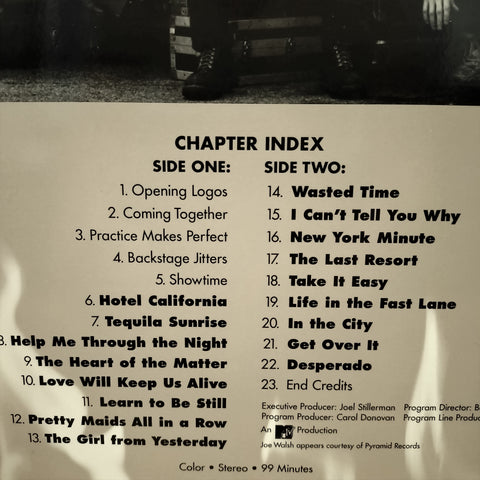 CHAPTER INDEX
SIDE ONE:
1. Opening Logos
2. Coming Together
3. Practice Makes Perfect
4. Backstage Jitters
5. Showtime
6. Hotel California
7. Tequila Sunrise
8. Help Me Through the Night
9. The Heart of the Matter
10. Love Will Keep Us Alive
11. Learn to Be Still
12. Pretty Maids All in a Row
13. The Girl from Yesterday
SIDE TWO:
14. Wasted Time
15. I Can't Tell You Why
16. New York Minute
17. The Last Resort
18. Take It Easy
19. Life in the Fast Lane
20. In the City
21. Get Over It
22. Desperado
23. End Credits
Executive Producer: Joel Stillerman Program Director: B
Program Producer: Carol Donovan Program Line Produc
An MTV Production
Joe Walsh appears courtesy of Pyramid Records
Color • Stereo • 99 Minutes